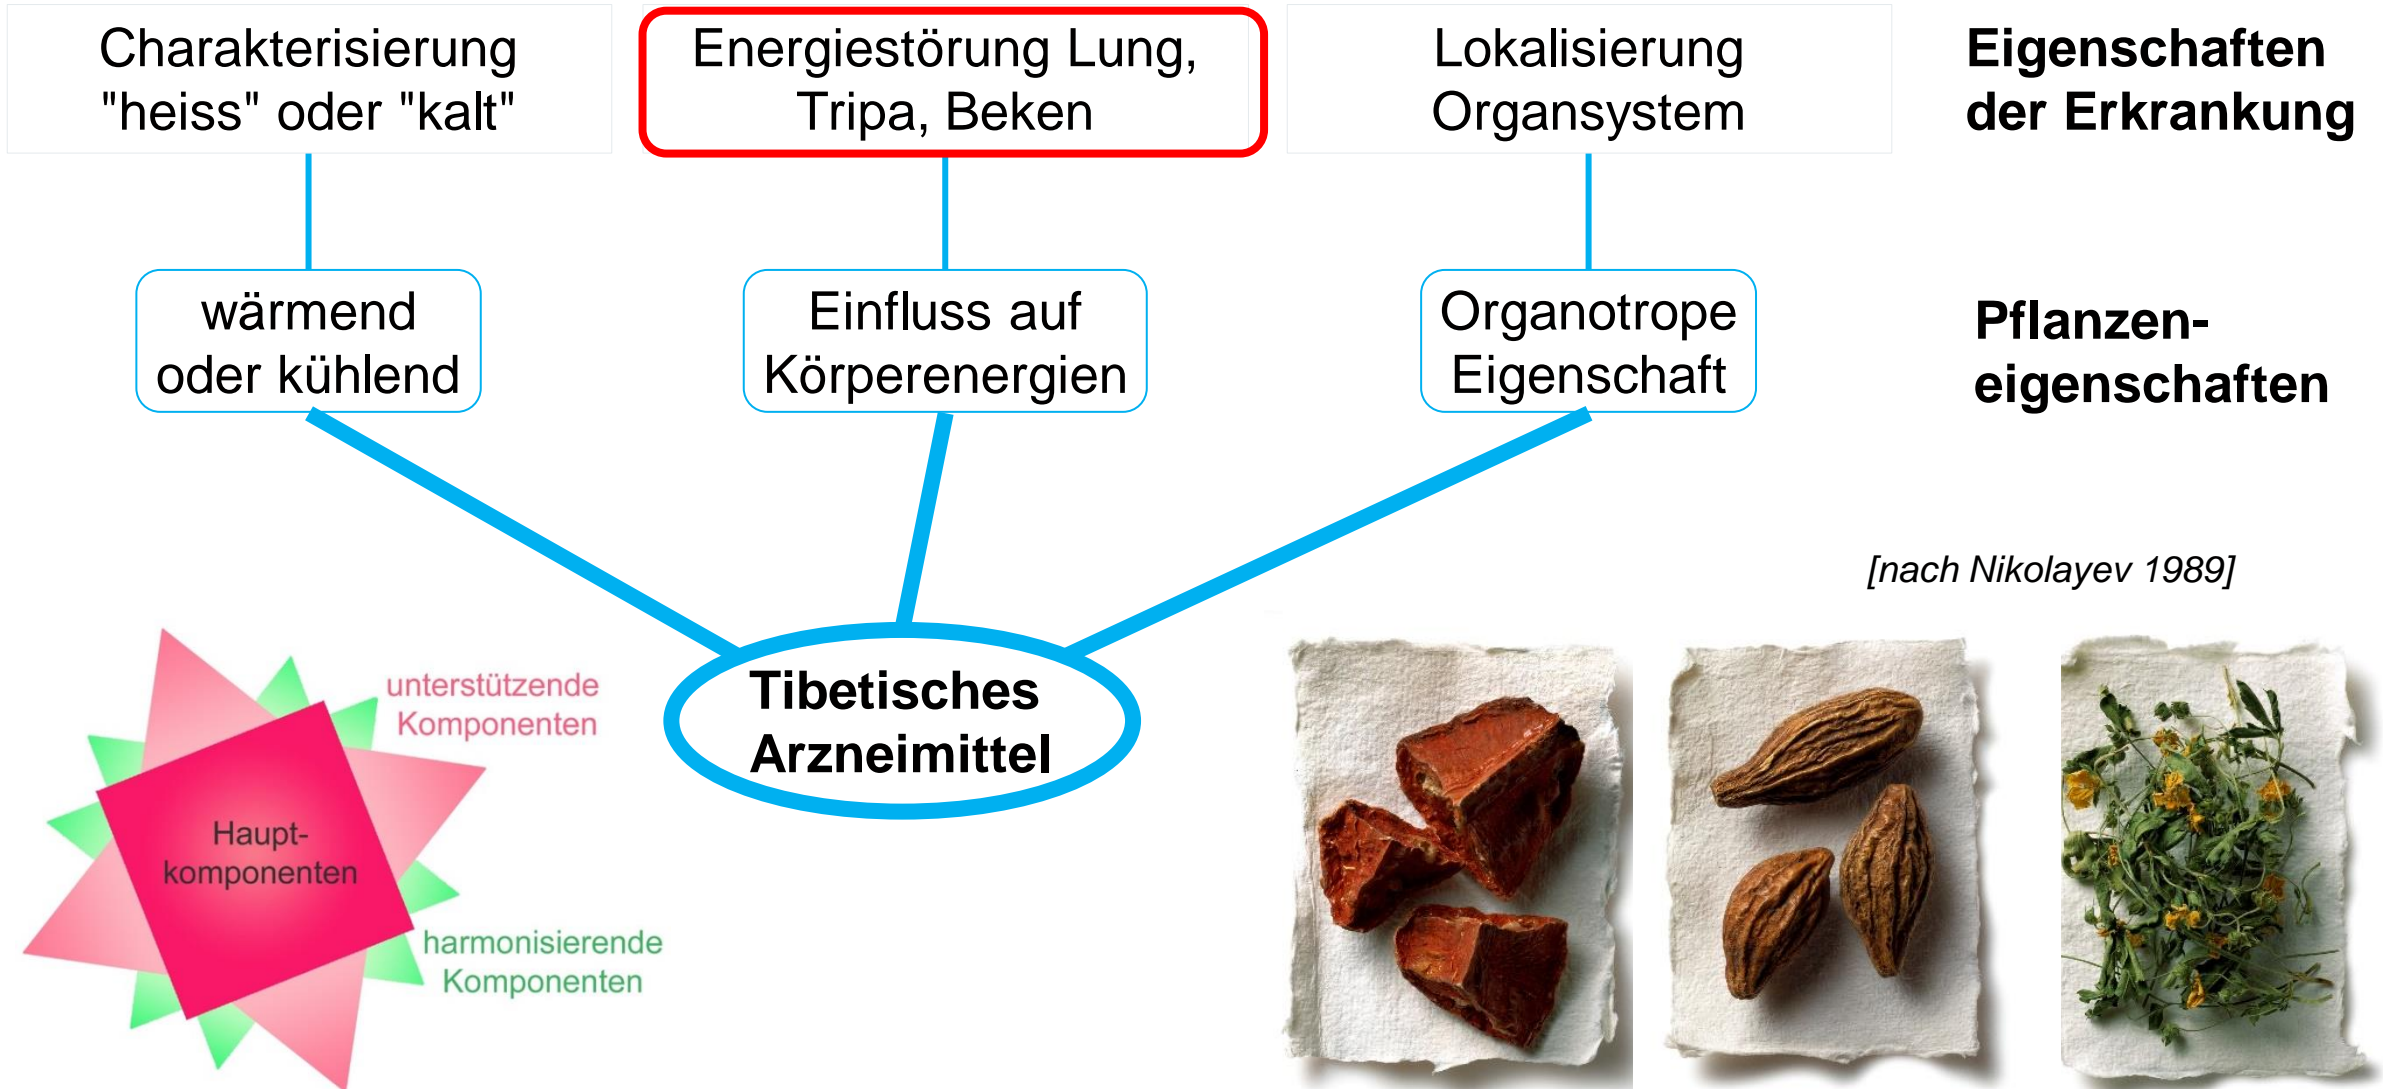 Charakterisierung
"heiss" oder "kalt"
Energiestörung Lung,
Tripa, Beken
Lokalisierung
Organsystem
Eigenschaften
der Erkrankung
wärmend
oder kühlend
Einfluss auf
Körperenergien
Organotrope
Eigenschaft
Pflanzen-
eigenschaften
[nach Nikolayev 1989]
Tibetisches
Arzneimittel
unterstützende
Komponenten
Haupt-
komponenten
harmonisierende
Komponenten